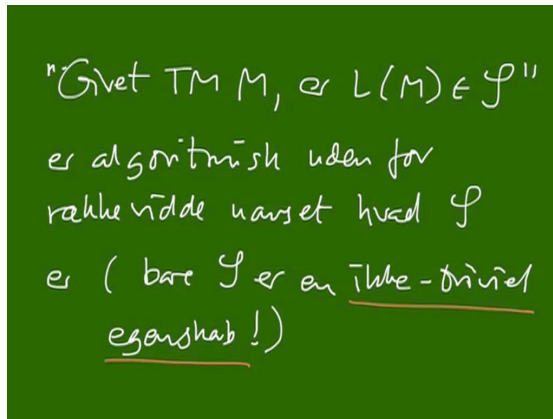 "Givet TM M, er L(M) ∈ 𝒮"
er algoritmisk uden for
rækkevidde uanset hvad 𝒮
er ( bare 𝒮 er en ikke-triviel
egenskab!)